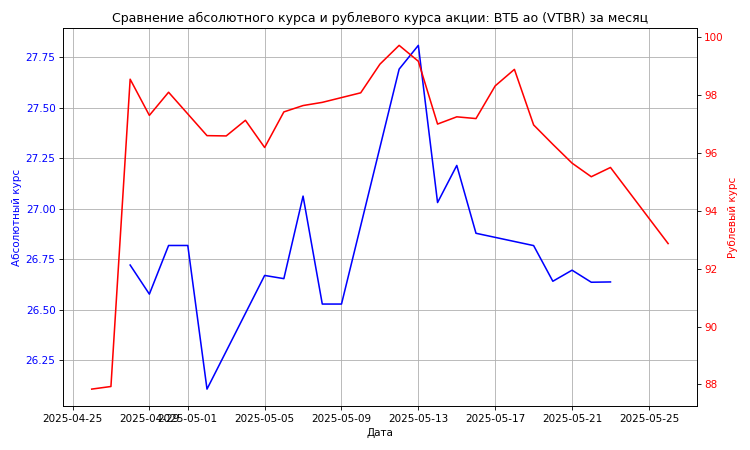 Сравнение абсолютного курса и рублевого курса акции: ВТБ ао (VTBR) за месяц
27.75
27.50
27.25
27.00
26.75
26.50
26.25
Абсолютный курс
100
98
96
94
92
90
88
Рублевый курс
2025-04-25 2025-04-29 2025-05-01 2025-05-05 2025-05-09 2025-05-13 2025-05-17 2025-05-21 2025-05-25
Дата